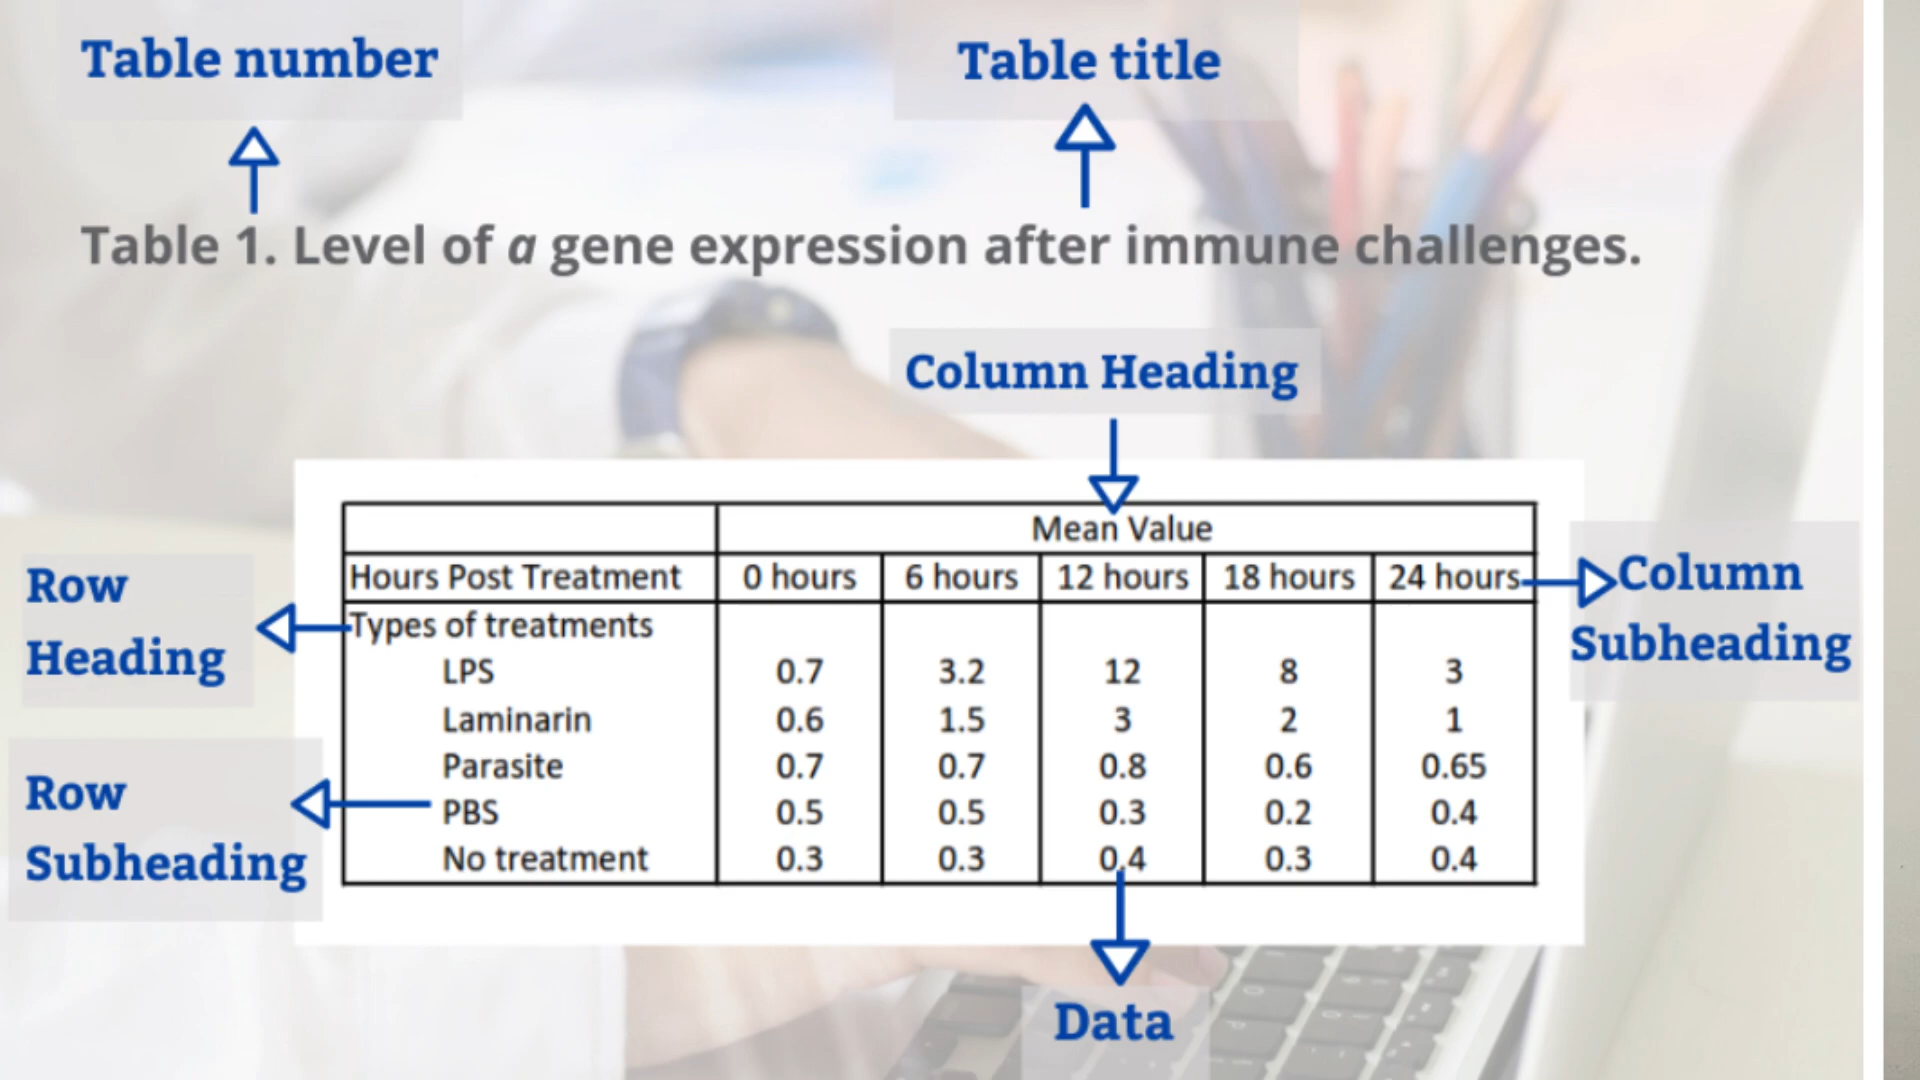 Table number
Table title
Table 1. Level of a gene expression after immune challenges.
Column Heading
Mean Value
Hours Post Treatment 0 hours 6 hours 12 hours 18 hours 24 hours
Column
Subheading
Row
Heading
Types of treatments
LPS 0.7 3.2 12 8 3
Laminarin 0.6 1.5 3 2 1
Parasite 0.7 0.7 0.8 0.6 0.65
Row
Subheading
PBS 0.5 0.5 0.3 0.2 0.4
No treatment 0.3 0.3 0.4 0.3 0.4
Data